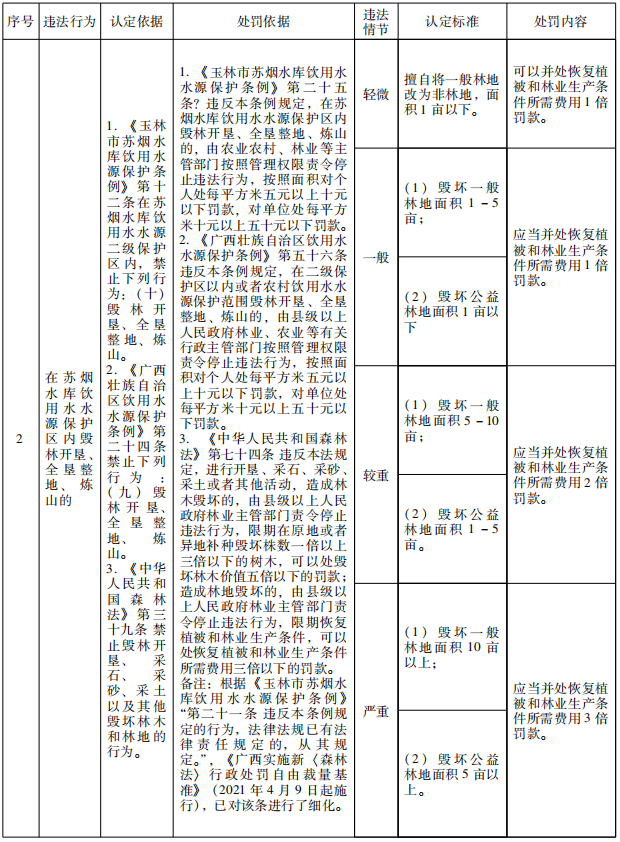 序号
违法行为
认定依据
处罚依据
违法
情节
认定标准
处罚内容
2
在苏烟
水库饮
用水水
源保护
区内毁
林开垦、
全垦整
地、炼
山的
1.《玉林
市苏烟水
库饮用水
水源保护条
例》第十
二条在苏
烟水库饮
用水水源
二级保护
区内，禁
止下列行
为：(十)
毁林开
垦、全垦
整地、炼
山。
2.《广西
壮族自治
区饮用水
水源保护
条例》第
二十四条
禁止下列
行为：
(九)毁
林开垦、
全垦整
地、炼
山。
3.《中华
人民共和
国森林
法》第三
十九条 禁
止毁林开
垦、采
石、采
砂、采土
以及其他
毁坏林木
和林地的
行为。
1.《玉林市苏烟水库饮用水
水源保护条例》第二十五
条？违反本条例规定，在苏
烟水库饮用水水源保护区内
毁林开垦、全垦整地、炼山
的，由农业农村、林业等主
管部门按照管理权限责令停
止违法行为，按照面积对个
人处每平方米五元以上十元
以下罚款，对单位处每平方
米十元以上五十元以下罚款。
2.《广西壮族自治区饮用水
水源保护条例》第五十六条
违反本条例规定，在二级保
护区以内或者农村饮用水水
源保护范围毁林开垦、全垦
整地、炼山的，由县级以上
人民政府林业、农业等有关
行政主管部门按照管理权限
责令停止违法行为，按照面
积对个人处每平方米五元以
上十元以下罚款，对单位处
每平方米十元以上五十元以
下罚款。
3. 《中华人民共和国森林
法》第七十四条 违反本法规
定，进行开垦、采石、采砂、
采土或者其他活动，造成林
木毁坏的，由县级以上人民
政府林业主管部门责令停止
违法行为，限期在原地或者
异地补种毁坏株数一倍以上
三倍以下的树木，可以处毁
坏林木价值五倍以下的罚款；
造成林地毁坏的，由县级以
上人民政府林业主管部门责
令停止违法行为，限期恢复
植被和林业生产条件，可以
处恢复植被和林业生产条件
所需费用三倍以下的罚款。
备注：根据《玉林市苏烟水
库饮用水水源保护条例》
“第二十一条 违反本条例规
定的行为，法律法规已有法
律责任规定的，从其规
定。”，《广西实施新〈森林
法〉行政处罚自由裁量基
准》（2021年4月9日起施
行），已对该条进行了细化。
轻微
擅自将一般林地
改为非林地，面
积1亩以下。
可以并处恢复植
被和林业生产条
件所需费用1倍
罚款。
一般
(1) 毁坏一般
林地面积1-5
亩；
(2) 毁坏公益
林地面积1亩以
下
应当并处恢复植
被和林业生产条
件所需费用1倍
罚款。
较重
(1) 毁坏一般
林地面积5-10
亩；
(2) 毁坏公益
林地面积1-5
亩。
应当并处恢复植
被和林业生产条
件所需费用2倍
罚款。
严重
(1) 毁坏一般
林地面积10亩
以上；
(2) 毁坏公益
林地面积5亩以
上。
应当并处恢复植
被和林业生产条
件所需费用3倍
罚款。